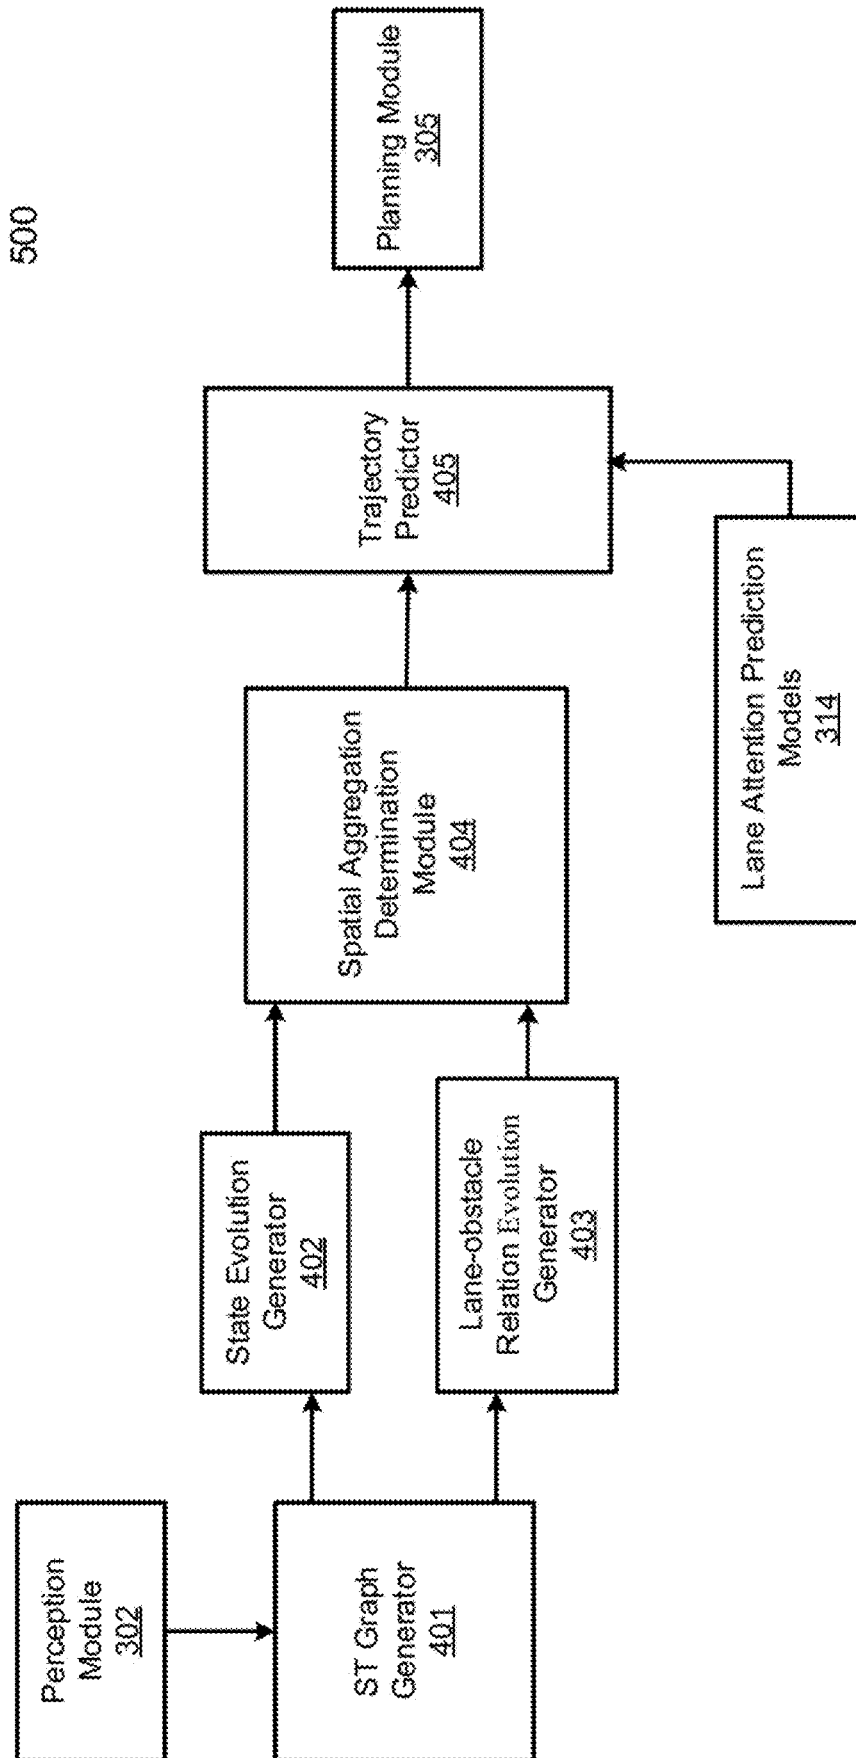 500
Perception
Module
302
ST Graph
Generator
401
State Evolution
Generator
402
Lane-obstacle
Relation Evolution
Generator
403
Spatial Aggregation
Determination
Module
404
Trajectory
Predictor
405
Planning Module
305
Lane Attention Prediction
Models
314